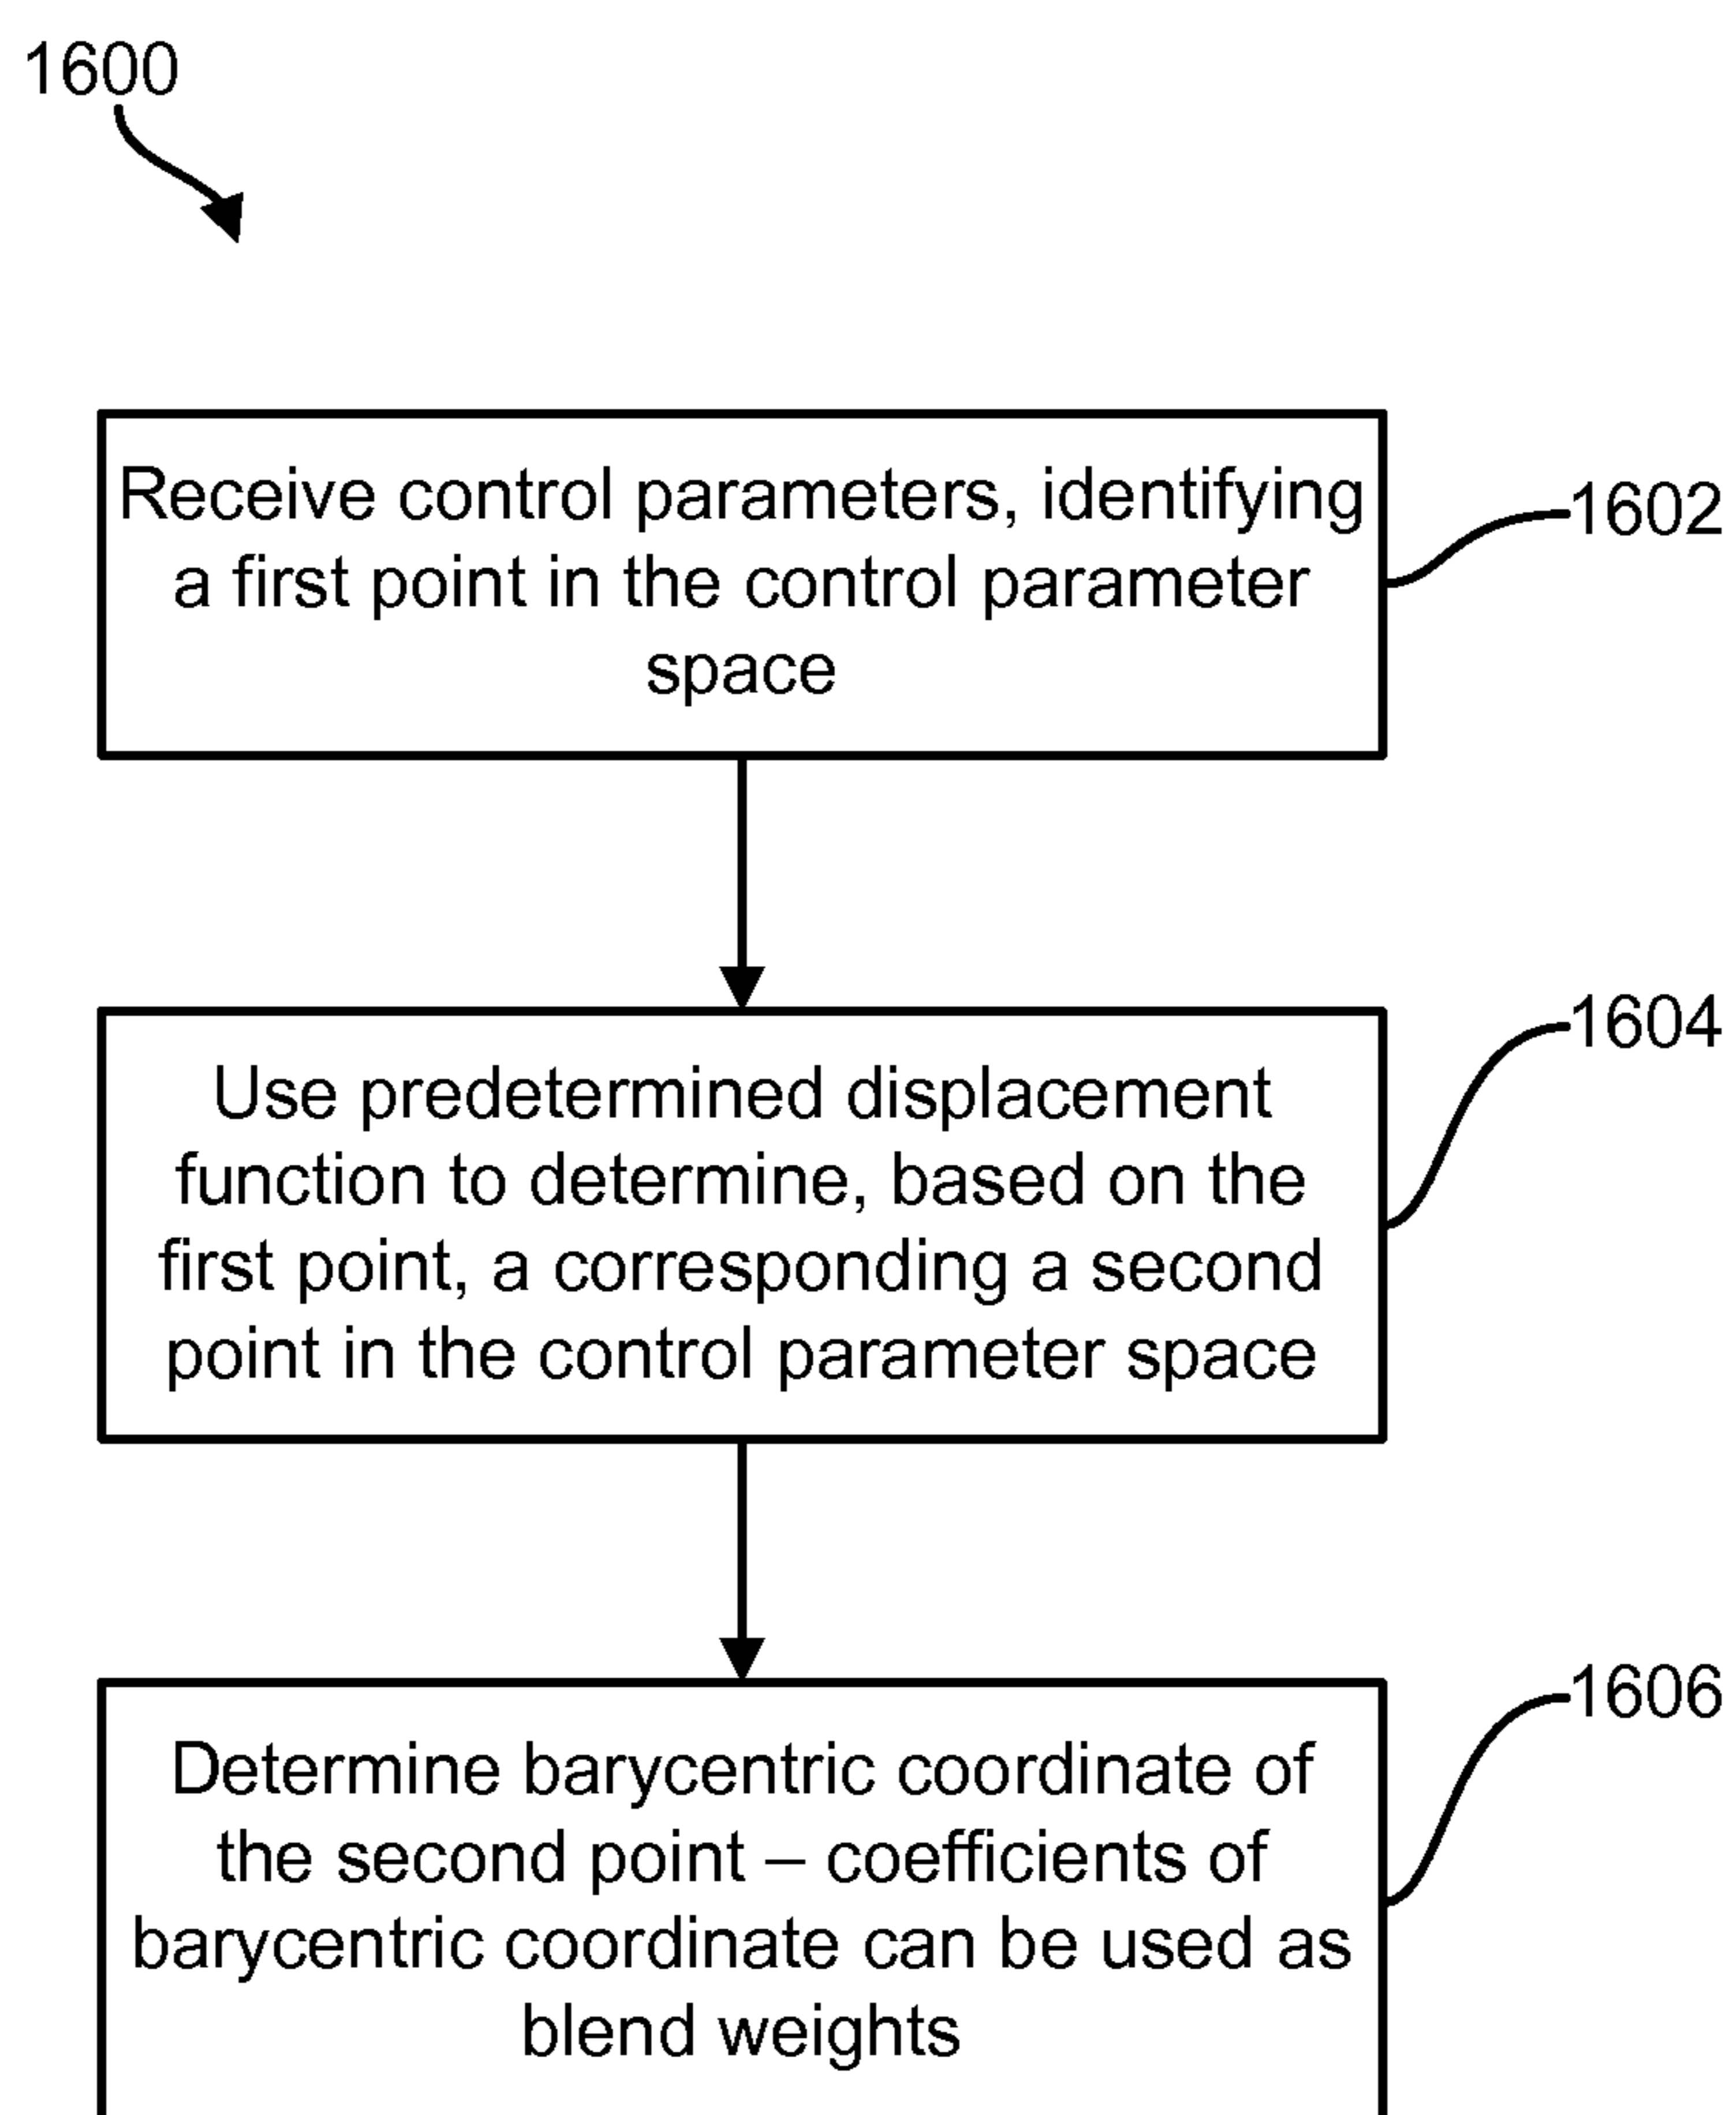 1600
Receive control parameters, identifying
a first point in the control parameter
space
1602
Use predetermined displacement
function to determine, based on the
first point, a corresponding a second
point in the control parameter space
1604
Determine barycentric coordinate of
the second point – coefficients of
barycentric coordinate can be used as
blend weights
1606